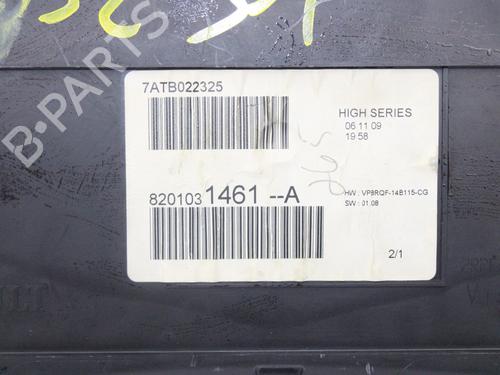 B-PARTS
7ATB022325
HIGH SERIES
06 11 09
19:58
8201031461 --A
HW : VP8RQF-14B115-CG
SW : 01.08
2/1